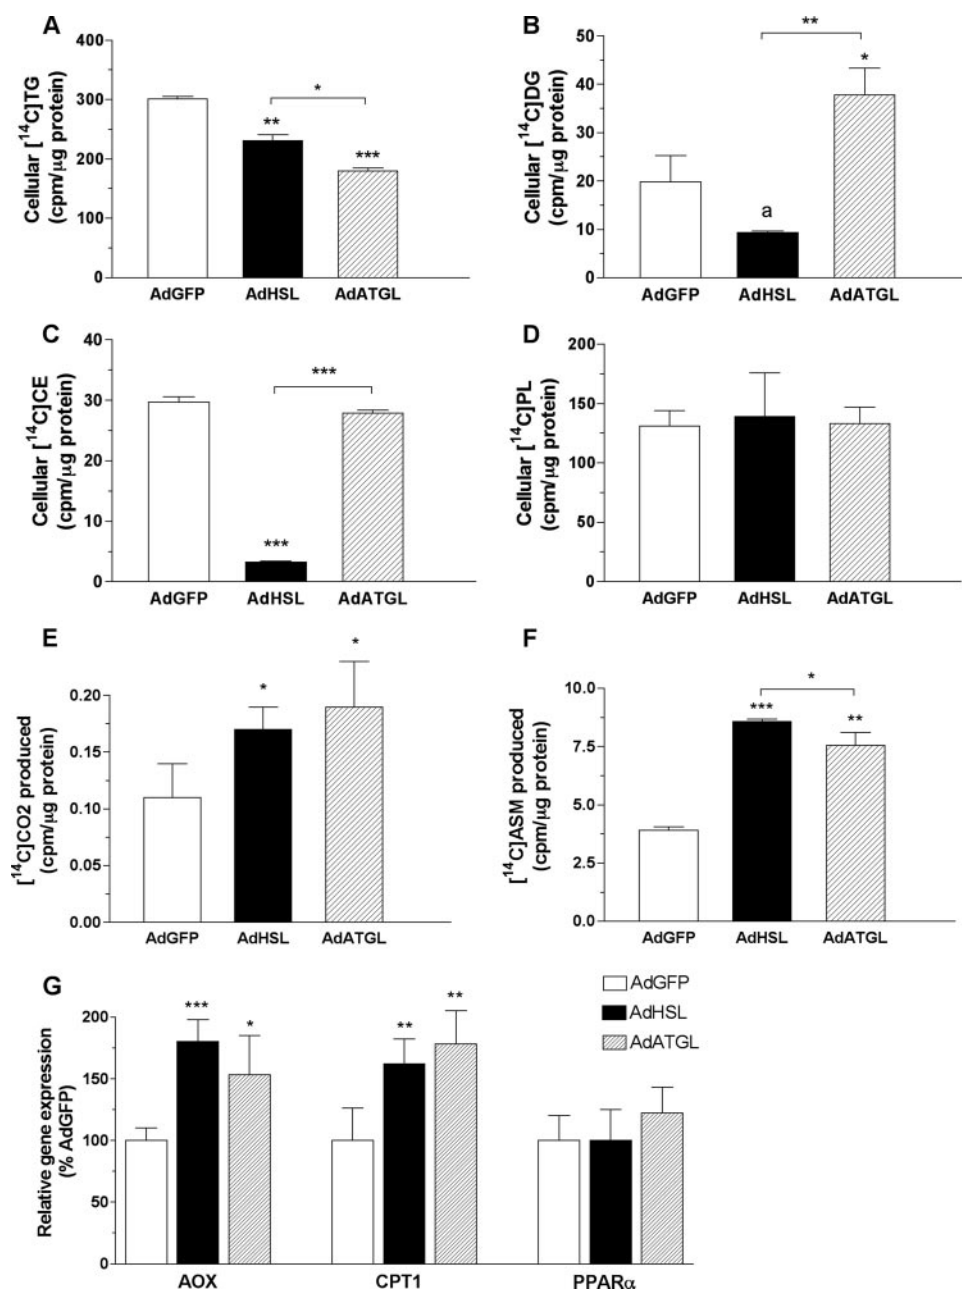 A
Cellular [¹⁴C]TG
(cpm/µg protein)
400
300
200
100
0
*
**
***
AdGFP AdHSL AdATGL
B
Cellular [¹⁴C]DG
(cpm/µg protein)
50
40
30
20
10
0
**
*
a
AdGFP AdHSL AdATGL
C
Cellular [¹⁴C]CE
(cpm/µg protein)
40
30
20
10
0
***
***
AdGFP AdHSL AdATGL
D
Cellular [¹⁴C]PL
(cpm/µg protein)
200
150
100
50
0
AdGFP AdHSL AdATGL
E
[¹⁴C]CO2 produced
(cpm/µg protein)
0.20
0.15
0.10
0.05
0.00
*
*
AdGFP AdHSL AdATGL
F
[¹⁴C]ASM produced
(cpm/µg protein)
10.0
7.5
5.0
2.5
0.0
*
***
**
AdGFP AdHSL AdATGL
G
Relative gene expression
(% AdGFP)
200
150
100
50
0
***
*
**
**
AOX CPT1 PPARα
AdGFP
AdHSL
AdATGL